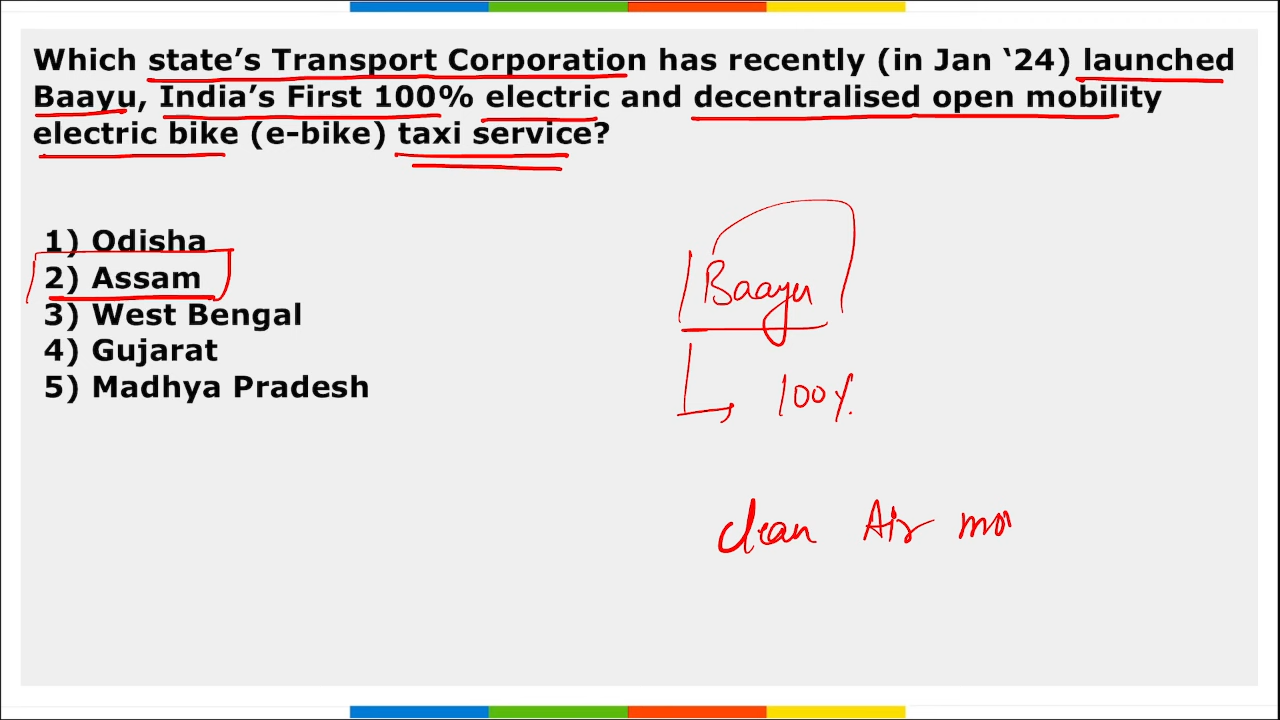 Which state’s Transport Corporation has recently (in Jan ‘24) launched
Baayu, India’s First 100% electric and decentralised open mobility
electric bike (e-bike) taxi service?
1) Odisha
2) Assam
3) West Bengal
4) Gujarat
5) Madhya Pradesh
Baayu
100%
clean Air mo